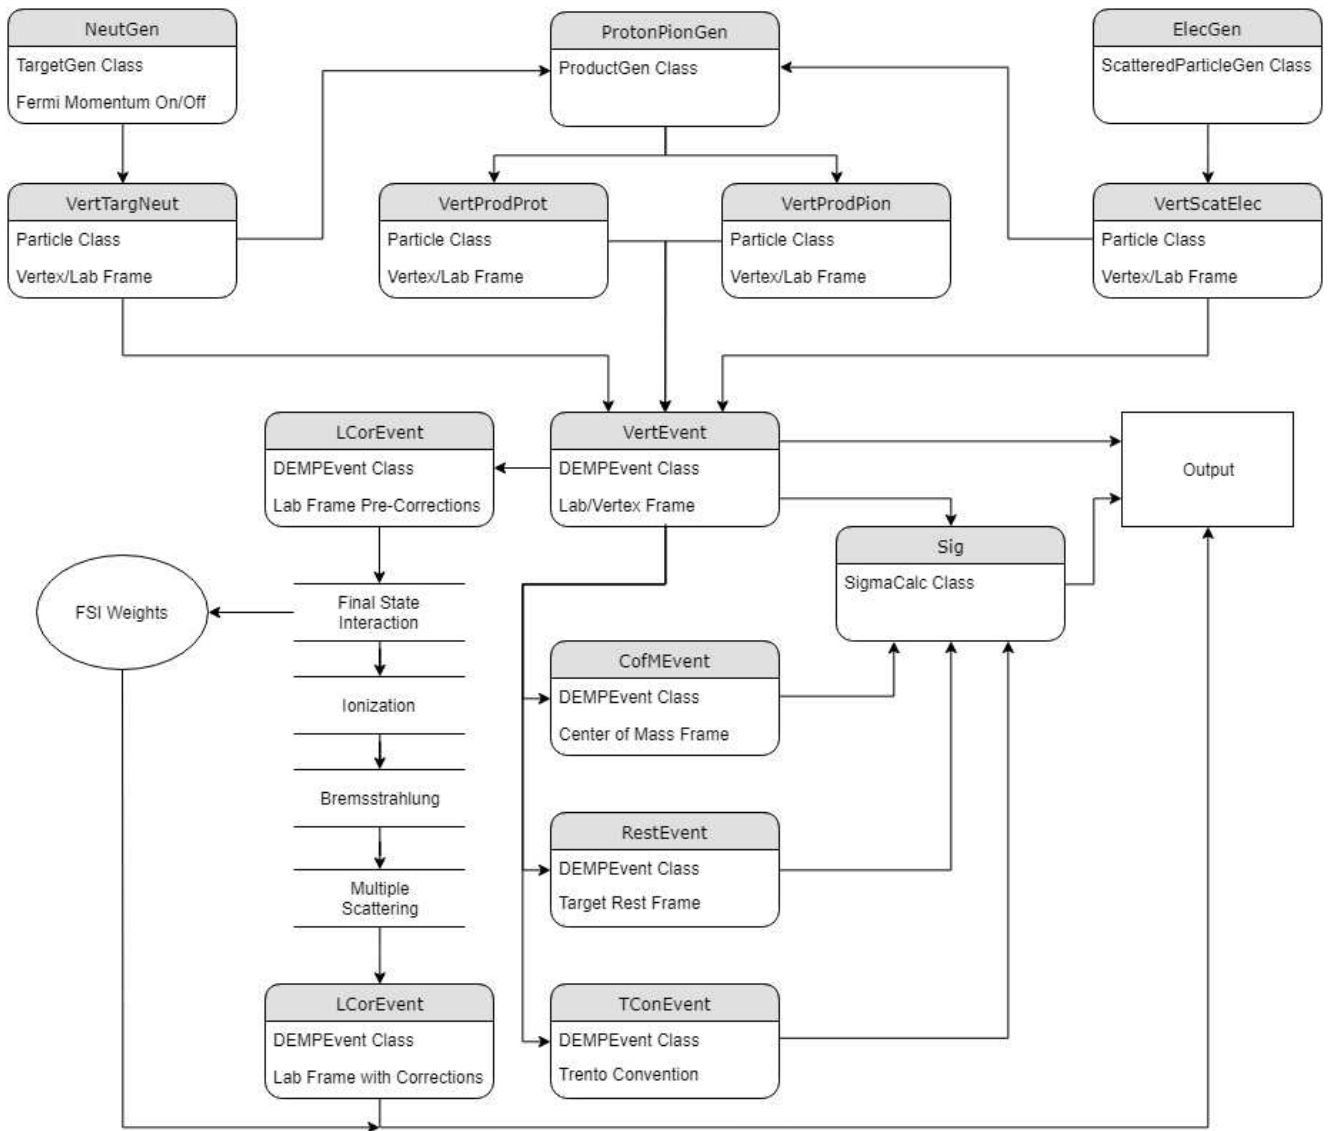 NeutGen
TargetGen Class
Fermi Momentum On/Off
ProtonPionGen
ProductGen Class
ElecGen
ScatteredParticleGen Class
VertTargNeut
Particle Class
Vertex/Lab Frame
VertProdProt
Particle Class
Vertex/Lab Frame
VertProdPion
Particle Class
Vertex/Lab Frame
VertScatElec
Particle Class
Vertex/Lab Frame
LCorEvent
DEMPEvent Class
Lab Frame Pre-Corrections
VertEvent
DEMPEvent Class
Lab/Vertex Frame
Output
Sig
SigmaCalc Class
FSI Weights
Final State
Interaction
Ionization
Bremsstrahlung
Multiple
Scattering
CofMEvent
DEMPEvent Class
Center of Mass Frame
RestEvent
DEMPEvent Class
Target Rest Frame
LCorEvent
DEMPEvent Class
Lab Frame with Corrections
TConEvent
DEMPEvent Class
Trento Convention